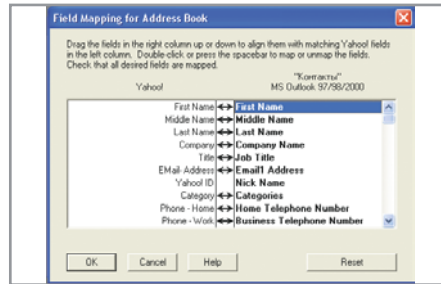 Field Mapping for Address Book
Drag the fields in the right column up or down to align them with matching Yahoo! fields
in the left column. Double-click or press the spacebar to map or unmap the fields.
Check that all desired fields are mapped.
"Контакты"
Yahoo! MS Outlook 97/98/2000
First Name First Name
Middle Name Middle Name
Last Name Last Name
Company Company Name
Title Job Title
EMail-Address Email1 Address
Yahoo ID Nick Name
Category Categories
Phone - Home Home Telephone Number
Phone - Work Business Telephone Number
OK Cancel Help Reset